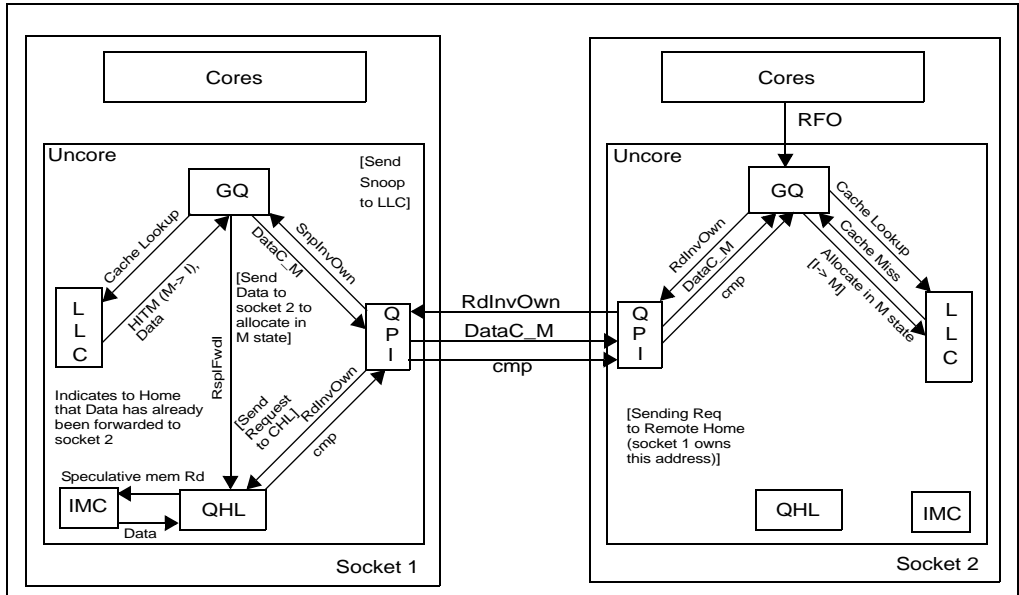 Cores
Uncore
[Send
Snoop
to LLC]
GQ
Cache Lookup
HITM (M-> I),
Data
SnpInvOwn
DataC_M
[Send
Data to
socket 2 to
allocate in
M state]
L
L
C
Q
P
I
RspIFwdI
Indicates to Home
that Data has already
been forwarded to
socket 2
[Send
Request
to CHL]
RdInvOwn
cmp
Speculative mem Rd
IMC
Data
QHL
Socket 1
RdInvOwn
DataC_M
cmp
Cores
RFO
Uncore
GQ
RdInvOwn
DataC_M
cmp
Cache Lookup
Cache Miss
Allocate in M state
[I-> M]
Q
P
I
L
L
C
[Sending Req
to Remote Home
(socket 1 owns
this address)]
QHL
IMC
Socket 2